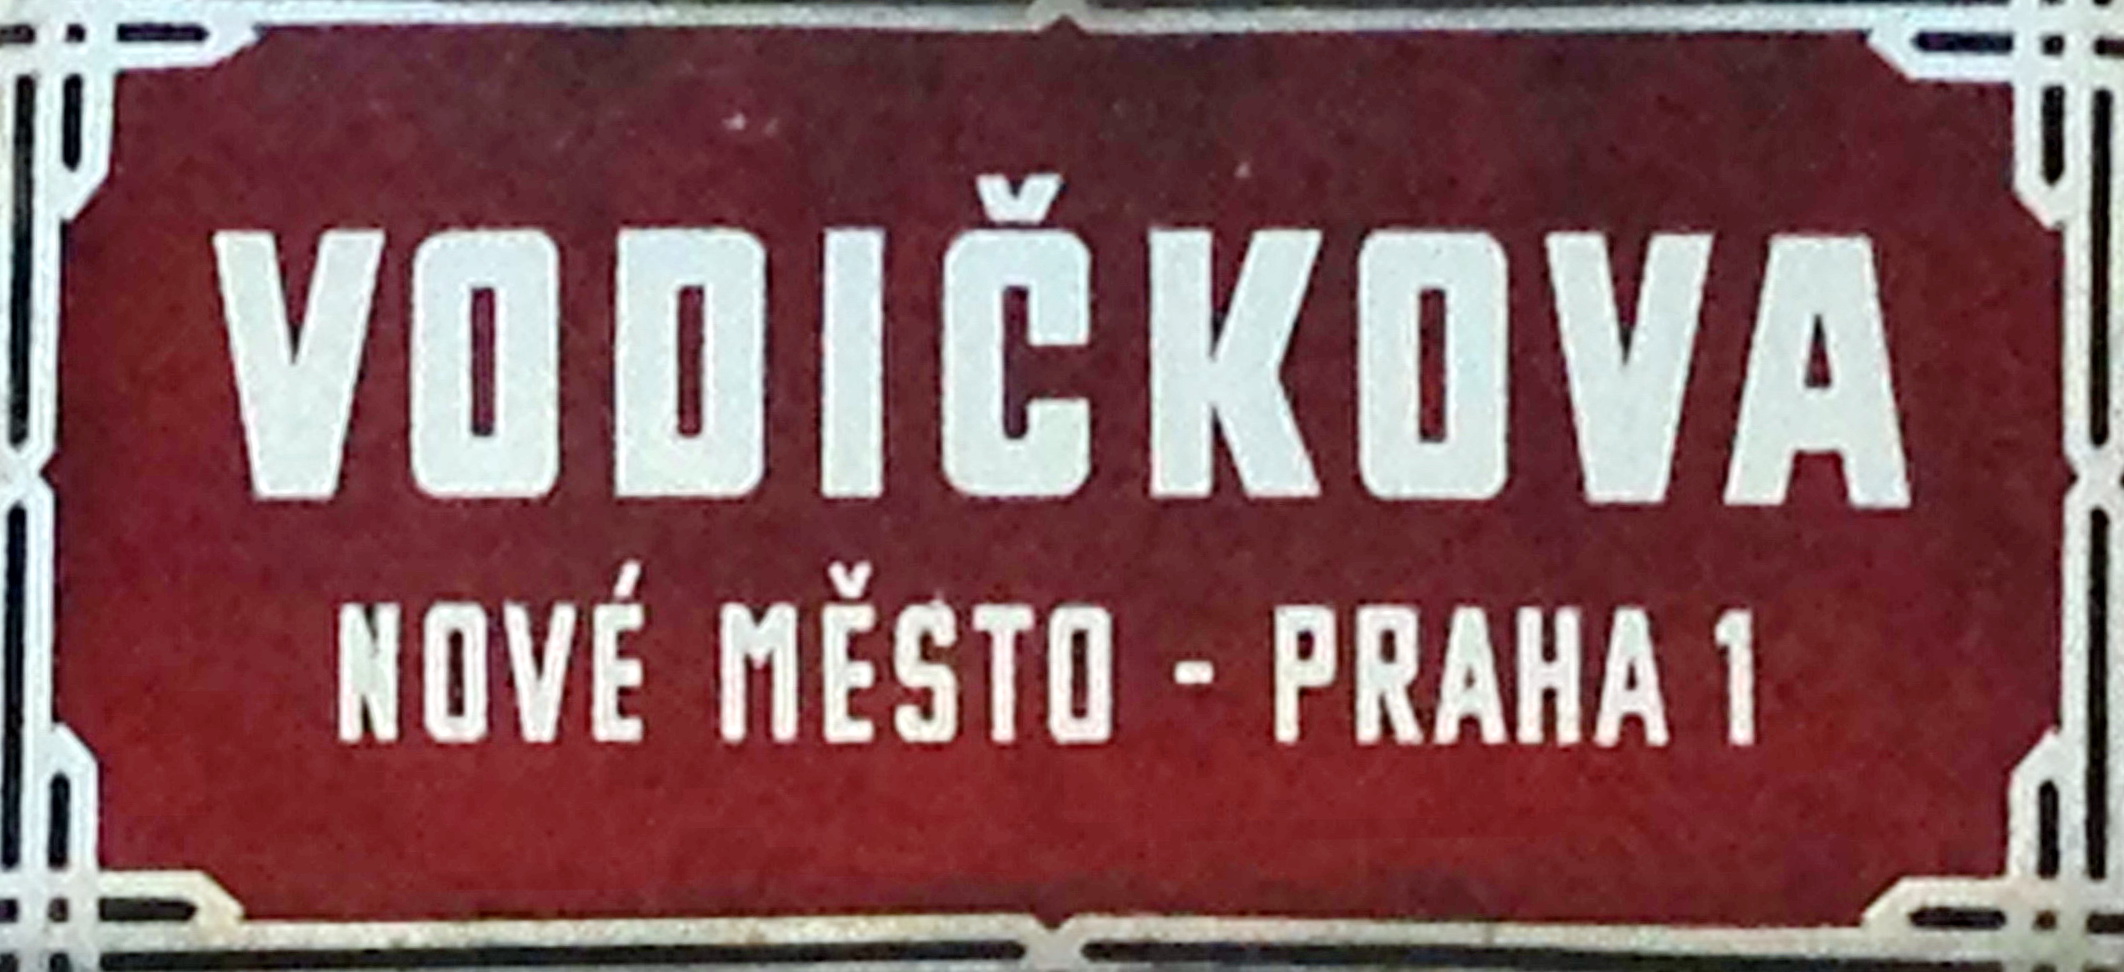 VODIČKOVA
NOVÉ MĚSTO - PRAHA 1